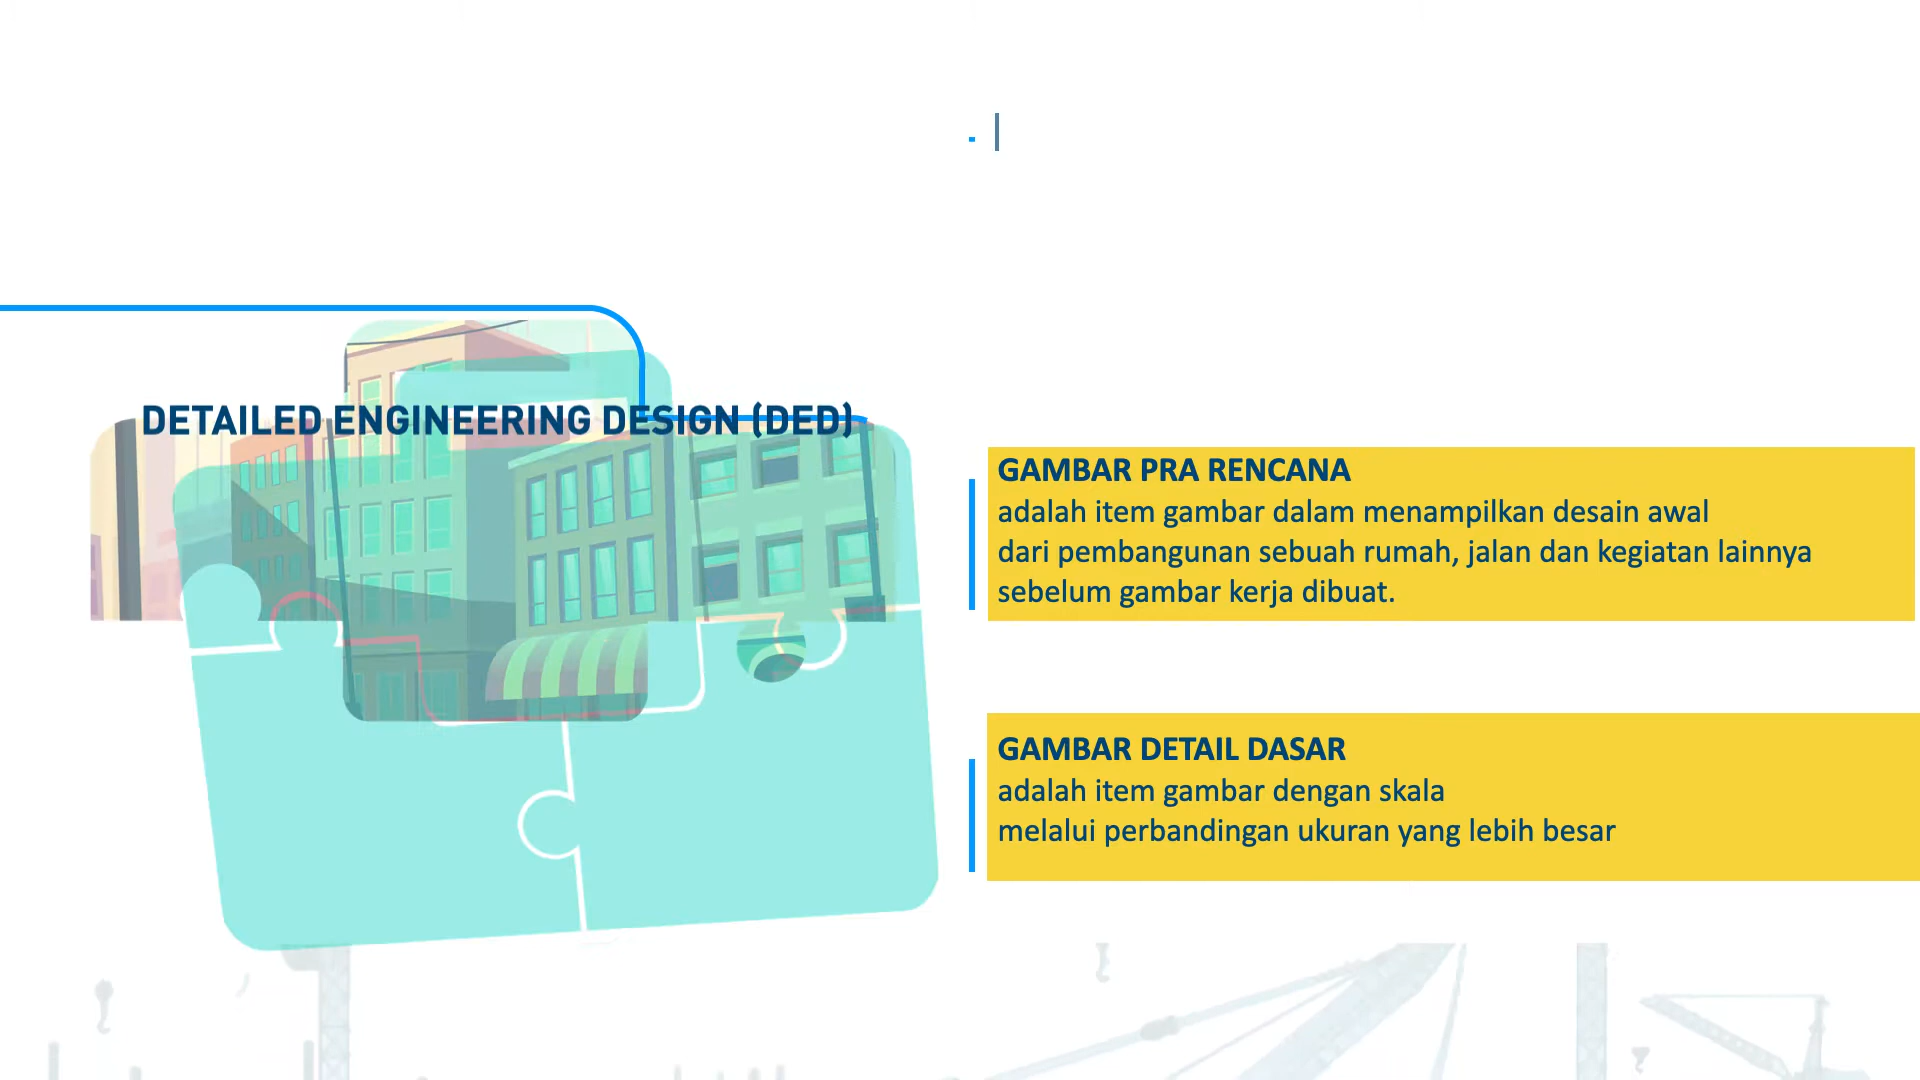 DETAILED ENGINEERING DESIGN (DED)
GAMBAR PRA RENCANA
adalah item gambar dalam menampilkan desain awal
dari pembangunan sebuah rumah, jalan dan kegiatan lainnya
sebelum gambar kerja dibuat.
GAMBAR DETAIL DASAR
adalah item gambar dengan skala
melalui perbandingan ukuran yang lebih besar